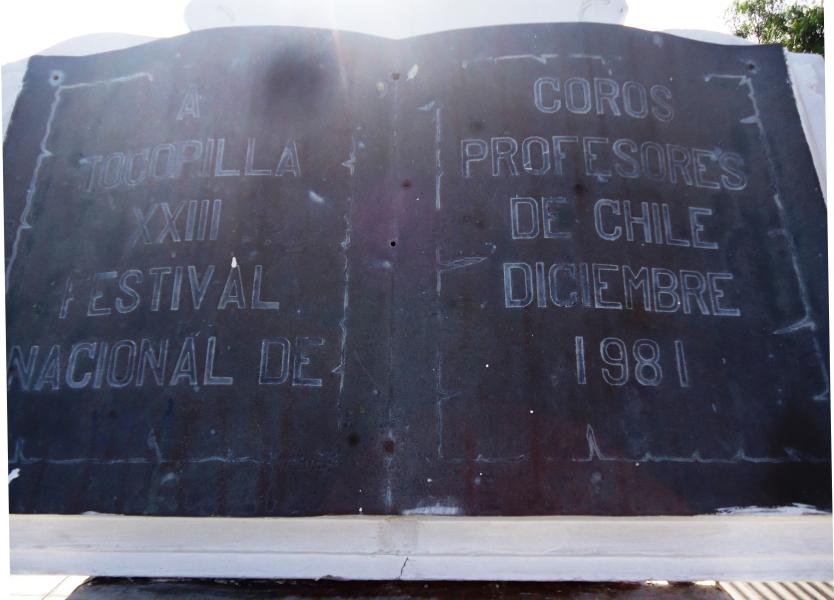 A
TOCOPILLA
XXIII
FESTIVAL
NACIONAL DE
COROS
PROFESORES
DE CHILE
DICIEMBRE
1981